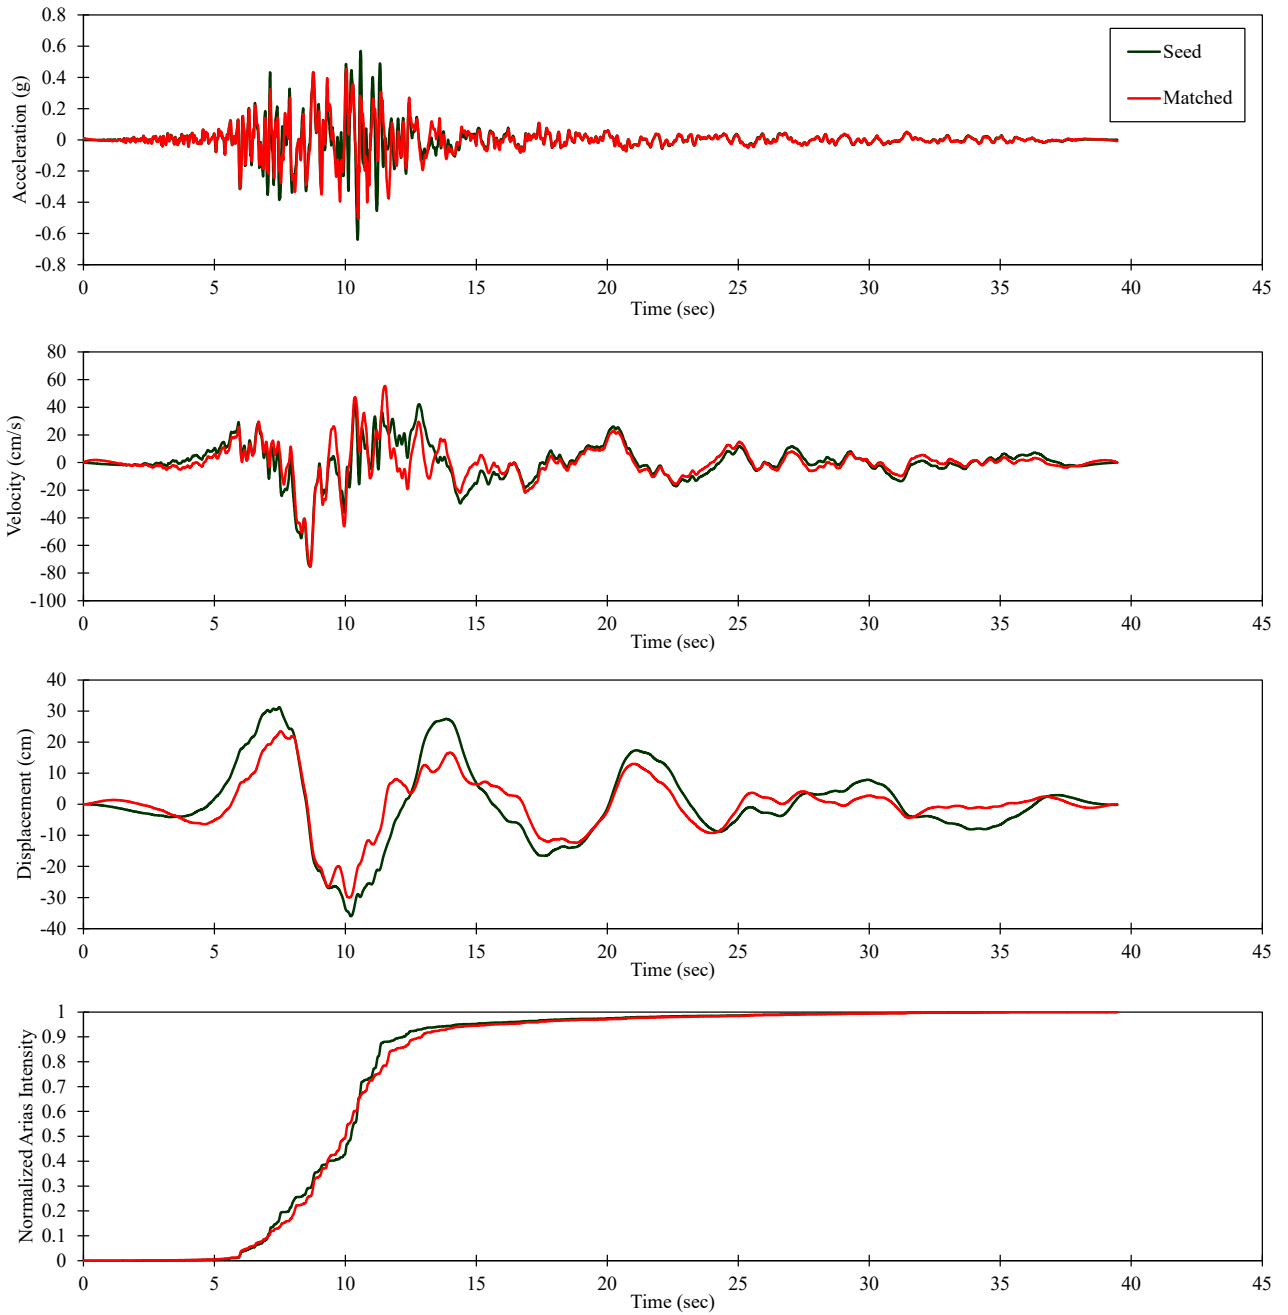 0.8
0.6
0.4
0.2
0
-0.2
-0.4
-0.6
-0.8
Acceleration (g)
Seed
Matched
0 5 10 15 20 25 30 35 40 45
Time (sec)
80
60
40
20
0
-20
-40
-60
-80
-100
Velocity (cm/s)
0 5 10 15 20 25 30 35 40 45
Time (sec)
40
30
20
10
0
-10
-20
-30
-40
Displacement (cm)
0 5 10 15 20 25 30 35 40 45
Time (sec)
1
0.9
0.8
0.7
0.6
0.5
0.4
0.3
0.2
0.1
0
Normalized Arias Intensity
0 5 10 15 20 25 30 35 40 45
Time (sec)